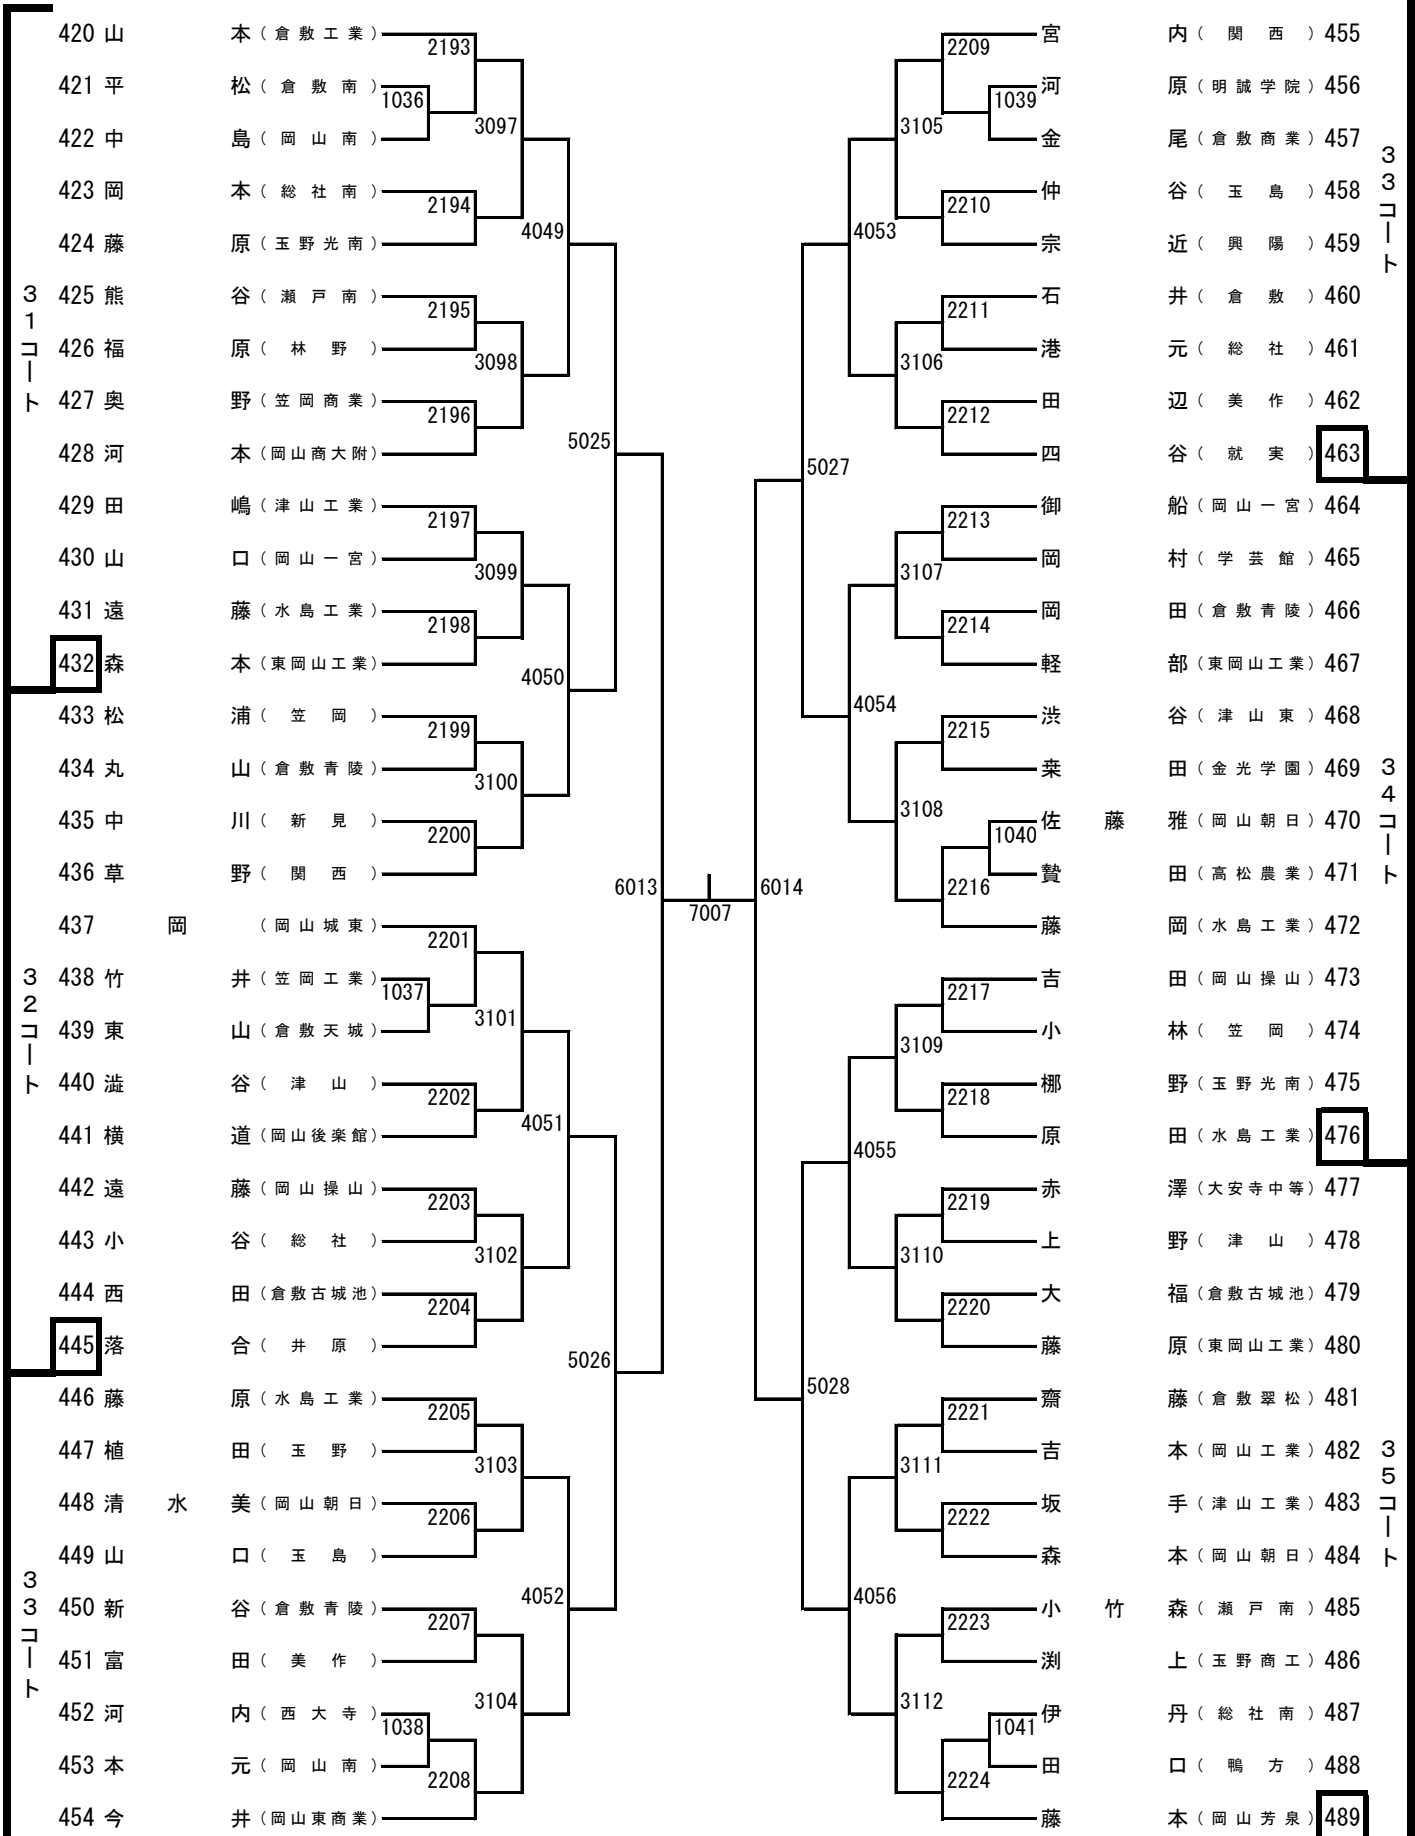 420 山本（倉敷工業）
421 平松（倉敷南）
422 中島（岡山南）
423 岡本（総社南）
424 藤原（玉野光南）
425 熊谷（瀬戸南）
426 福原（林野）
427 奥野（笠岡商業）
428 河本（岡山商大附）
429 田嶋（津山工業）
430 山口（岡山一宮）
431 遠藤（水島工業）
432 森本（東岡山工業）
433 松浦（笠岡）
434 丸山（倉敷青陵）
435 中川（新見）
436 草野（関西）
437 岡（岡山城東）
438 竹井（笠岡工業）
439 東山（倉敷天城）
440 澁谷（津山）
441 横道（岡山後楽館）
442 遠藤（岡山操山）
443 小谷（総社）
444 西田（倉敷古城池）
445 落合（井原）
446 藤原（水島工業）
447 植田（玉野）
448 清水美（岡山朝日）
449 山口（玉島）
450 新谷（倉敷青陵）
451 富田（美作）
452 河内（西大寺）
453 本元（岡山南）
454 今井（岡山東商業）
31コート
32コート
33コート
1036
1037
1038
2193
2194
2195
2196
2197
2198
2199
2200
2201
2202
2203
2204
2205
2206
2207
2208
3097
3098
3099
3100
3101
3102
3103
3104
4049
4050
4051
4052
5025
5026
6013
7007
6014
5027
5028
4053
4054
4055
4056
3105
3106
3107
3108
3109
3110
3111
3112
2209
2210
2211
2212
2213
2214
2215
2216
2217
2218
2219
2220
2221
2222
2223
2224
1039
1040
1041
宮内（関西）455
河原（明誠学院）456
金尾（倉敷商業）457
仲谷（玉島）458
宗近（興陽）459
石井（倉敷）460
港元（総社）461
田辺（美作）462
四谷（就実）463
御船（岡山一宮）464
岡村（学芸館）465
岡田（倉敷青陵）466
軽部（東岡山工業）467
渋谷（津山東）468
桒田（金光学園）469
佐藤雅（岡山朝日）470
贄田（高松農業）471
藤岡（水島工業）472
吉田（岡山操山）473
小林（笠岡）474
梛野（玉野光南）475
原田（水島工業）476
赤澤（大安寺中等）477
上野（津山）478
大福（倉敷古城池）479
藤原（東岡山工業）480
齋藤（倉敷翠松）481
吉本（岡山工業）482
坂手（津山工業）483
森本（岡山朝日）484
小竹森（瀬戸南）485
渕上（玉野商工）486
伊丹（総社南）487
田口（鴨方）488
藤本（岡山芳泉）489
33コート
34コート
35コート